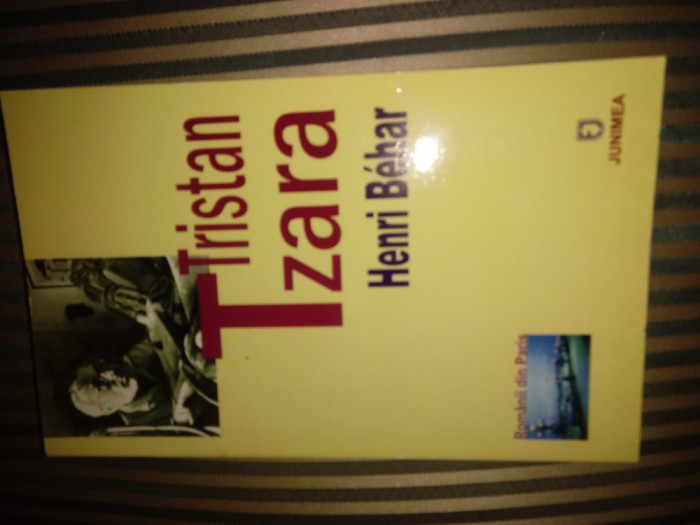 Tristan
Tzara
Henri Béhar
Românii din Paris
JUNIMEA